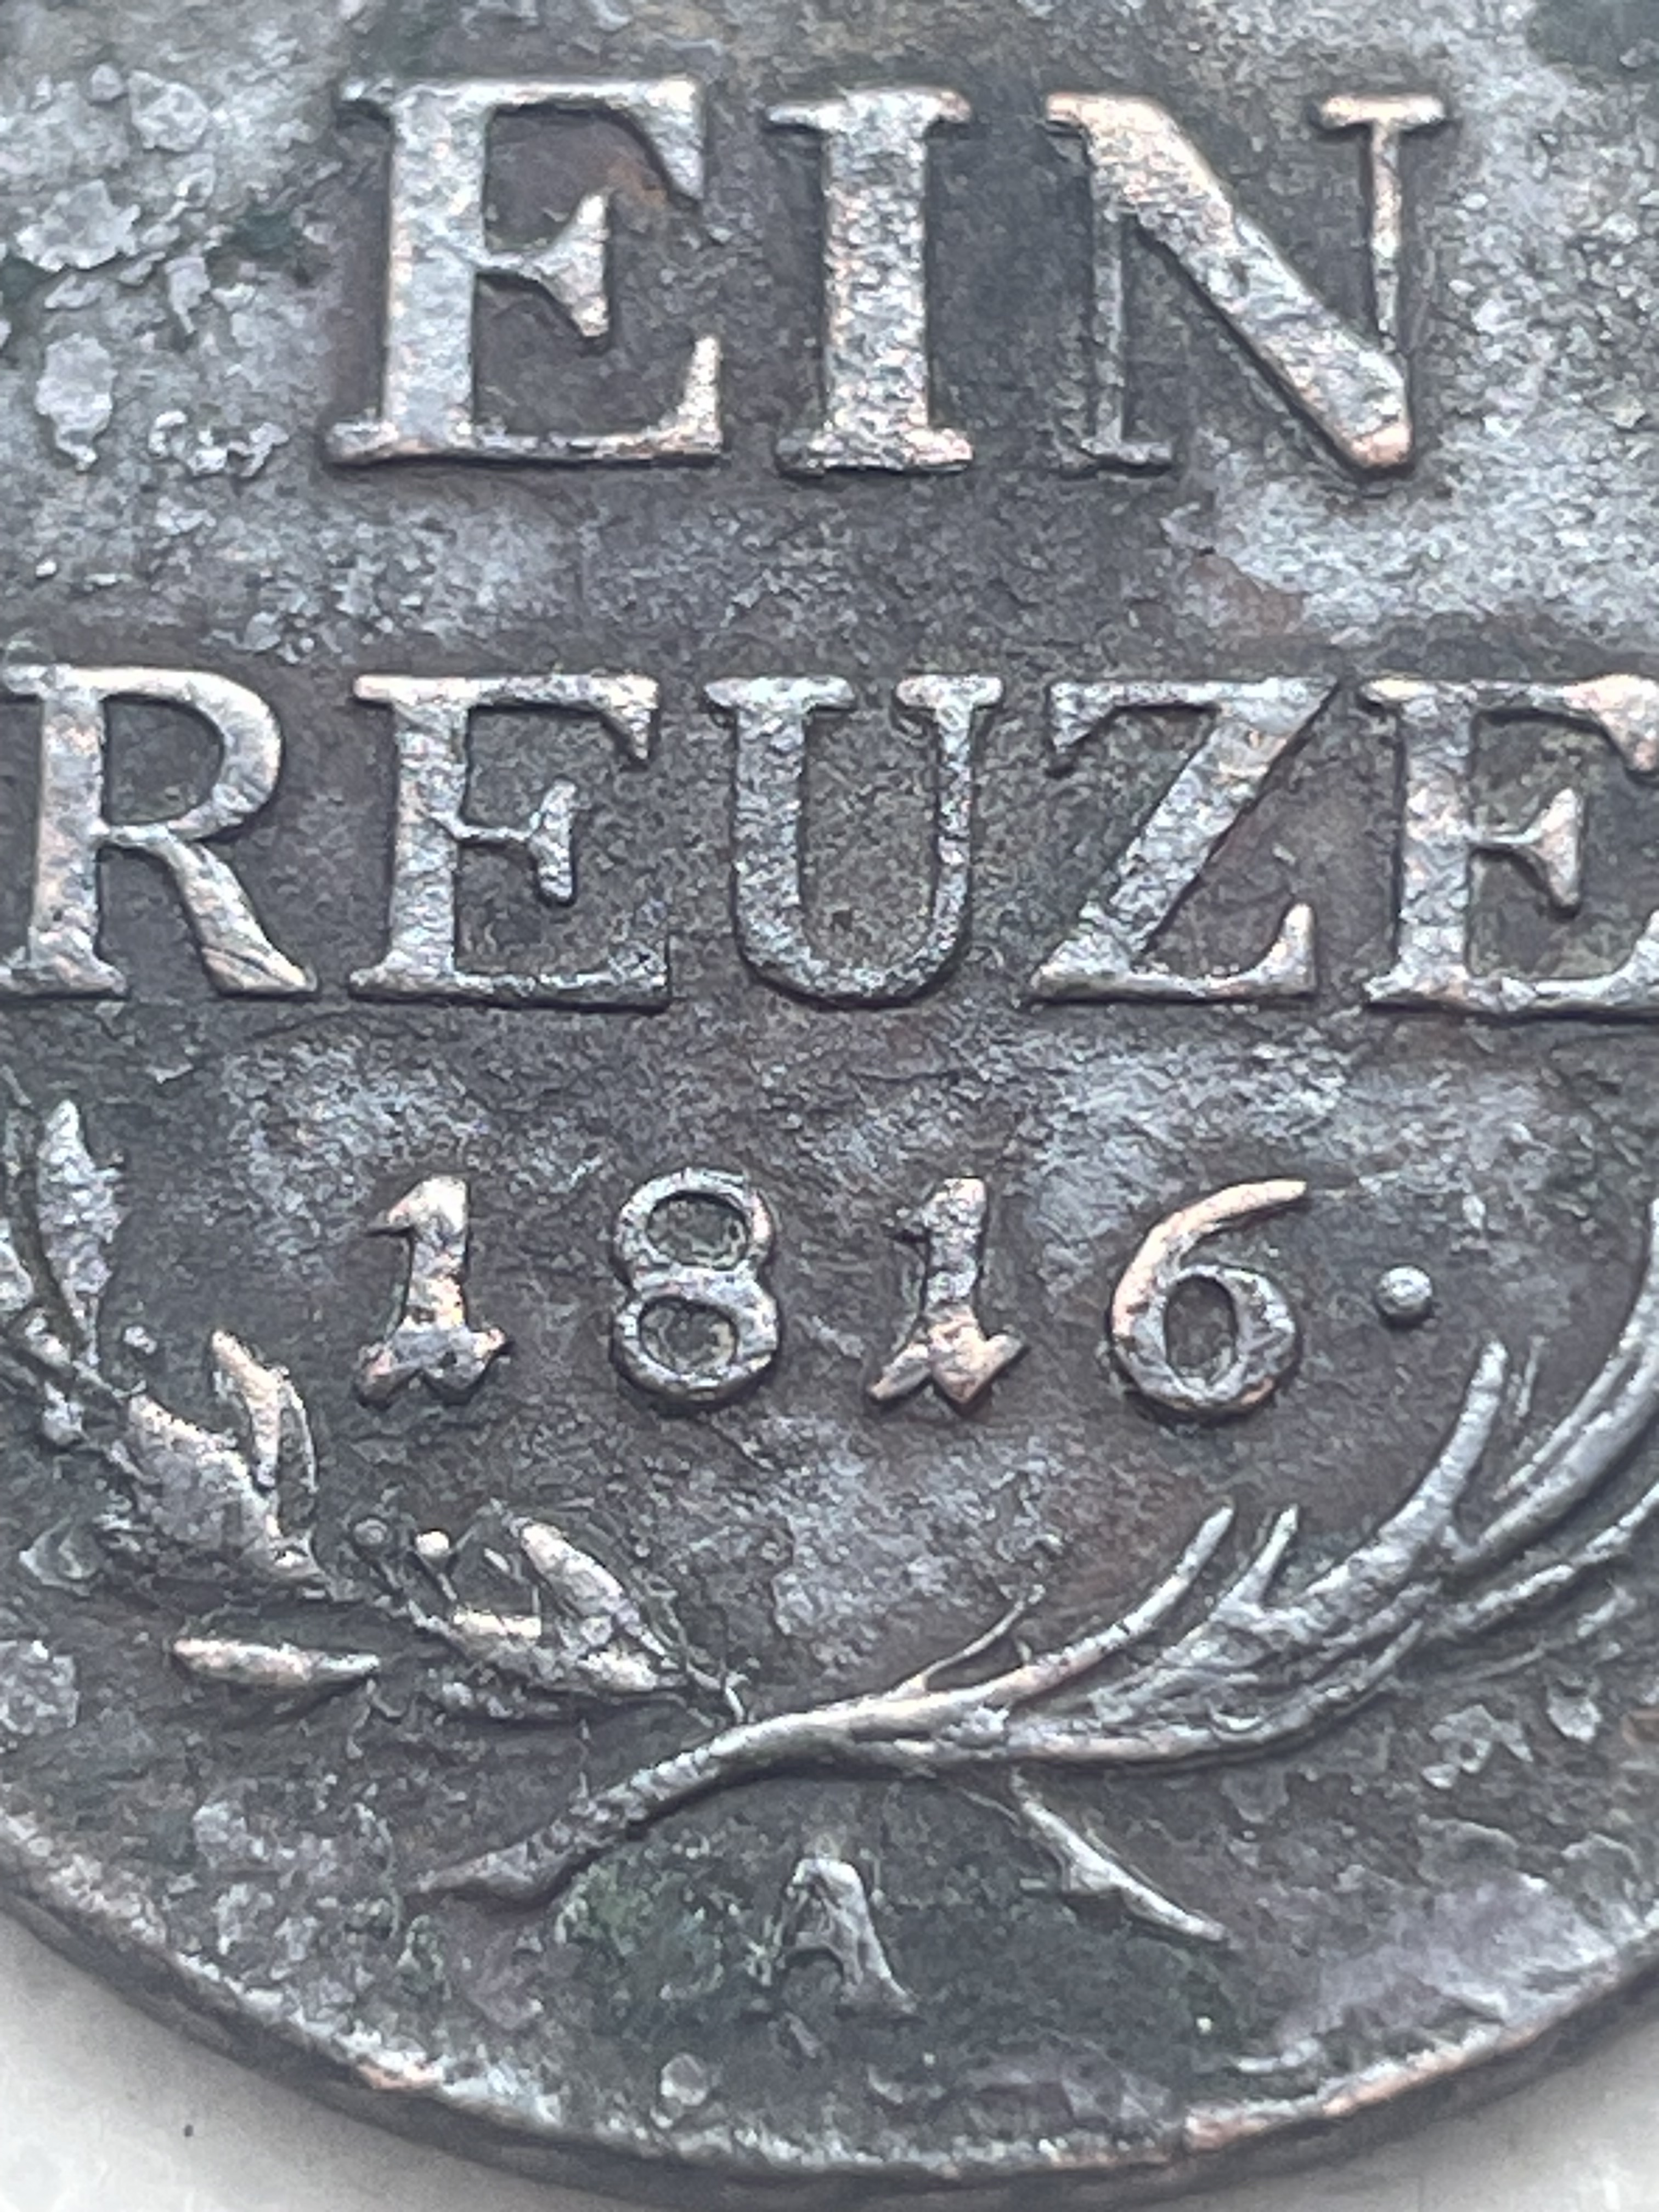 EIN
REUZE
1816.
A